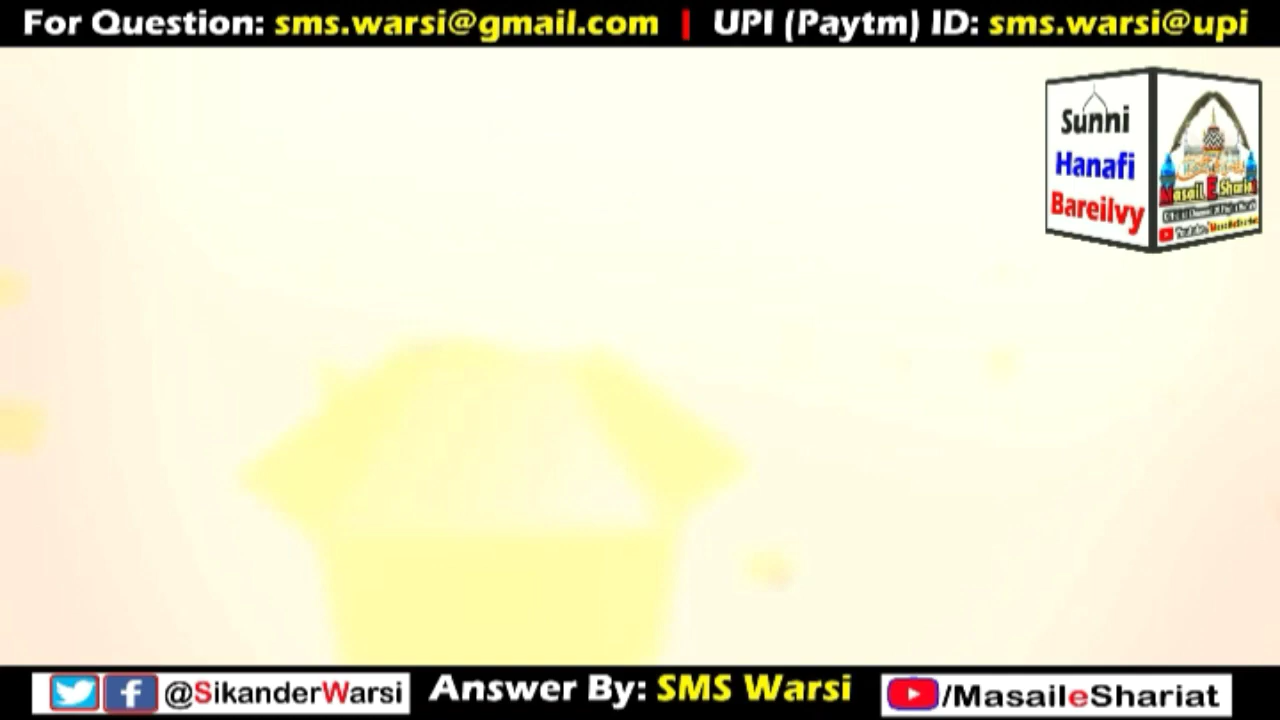 For Question: sms.warsi@gmail.com | UPI (Paytm) ID: sms.warsi@upi
Sunni
Hanafi
Bareilvy
Masail E Shariat
@SikanderWarsi
Answer By: SMS Warsi
/MasaileShariat